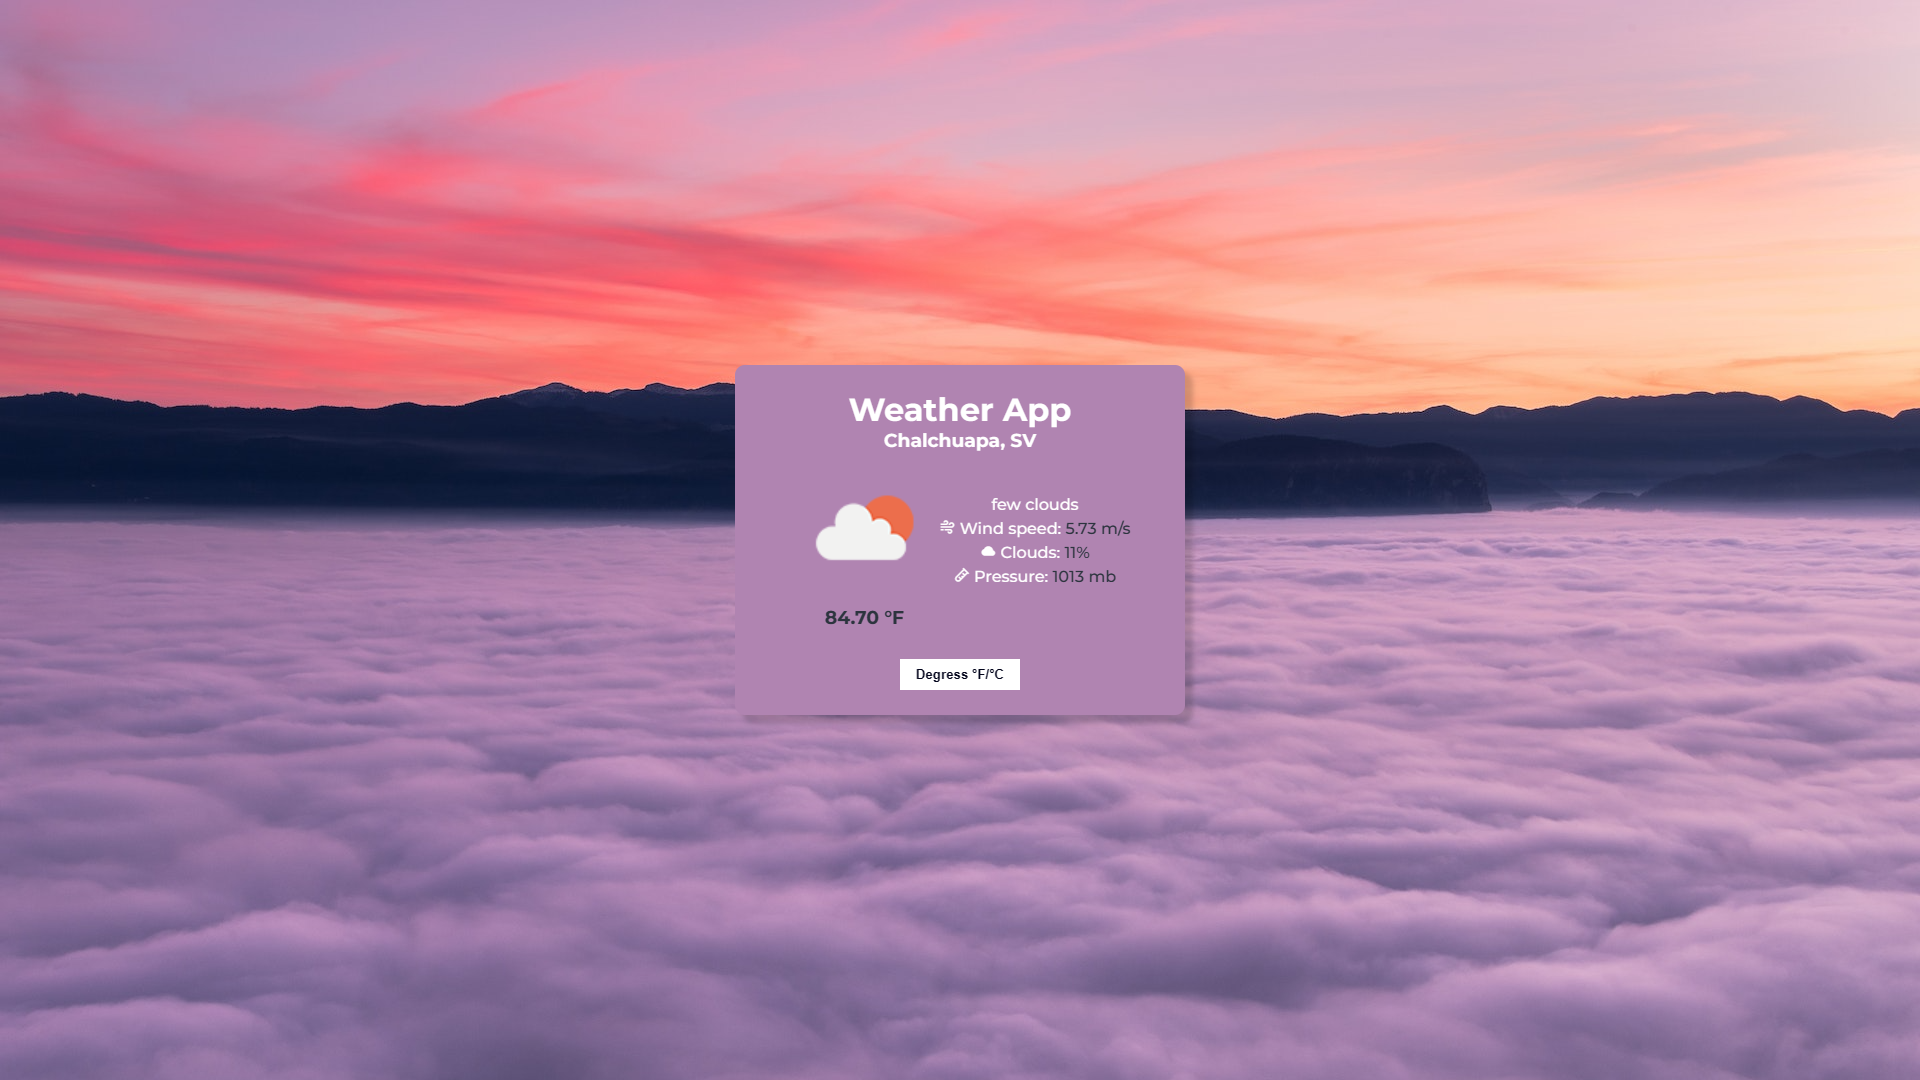 Weather App
Chalchuapa, SV
few clouds
Wind speed: 5.73 m/s
Clouds: 11%
Pressure: 1013 mb
84.70 °F
Degress °F/°C